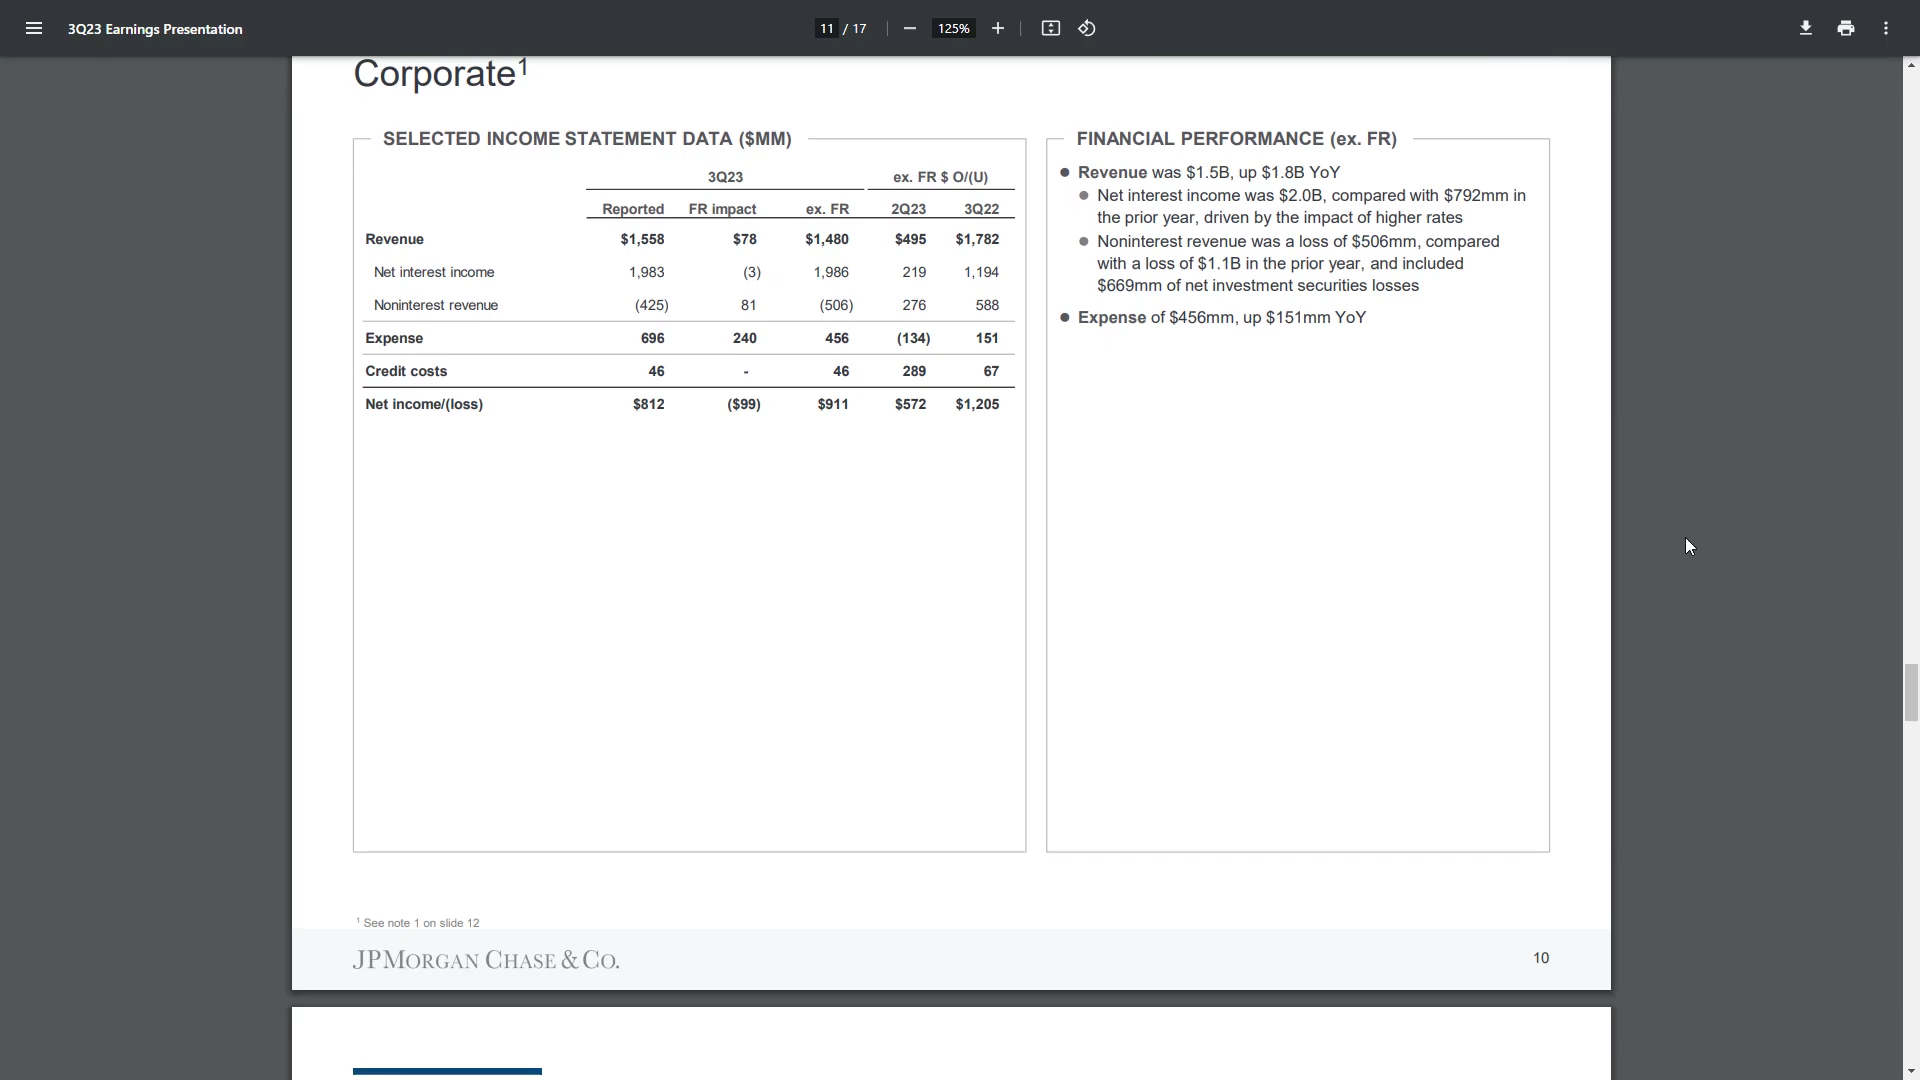 3Q23 Earnings Presentation
11 / 17
125%
Corporate¹
SELECTED INCOME STATEMENT DATA ($MM)
3Q23 ex. FR $ O/(U)
Reported FR impact ex. FR 2Q23 3Q22
Revenue $1,558 $78 $1,480 $495 $1,782
Net interest income 1,983 (3) 1,986 219 1,194
Noninterest revenue (425) 81 (506) 276 588
Expense 696 240 456 (134) 151
Credit costs 46 - 46 289 67
Net income/(loss) $812 ($99) $911 $572 $1,205
FINANCIAL PERFORMANCE (ex. FR)
Revenue was $1.5B, up $1.8B YoY
Net interest income was $2.0B, compared with $792mm in
the prior year, driven by the impact of higher rates
Noninterest revenue was a loss of $506mm, compared
with a loss of $1.1B in the prior year, and included
$669mm of net investment securities losses
Expense of $456mm, up $151mm YoY
¹ See note 1 on slide 12
JPMORGAN CHASE & CO.
10